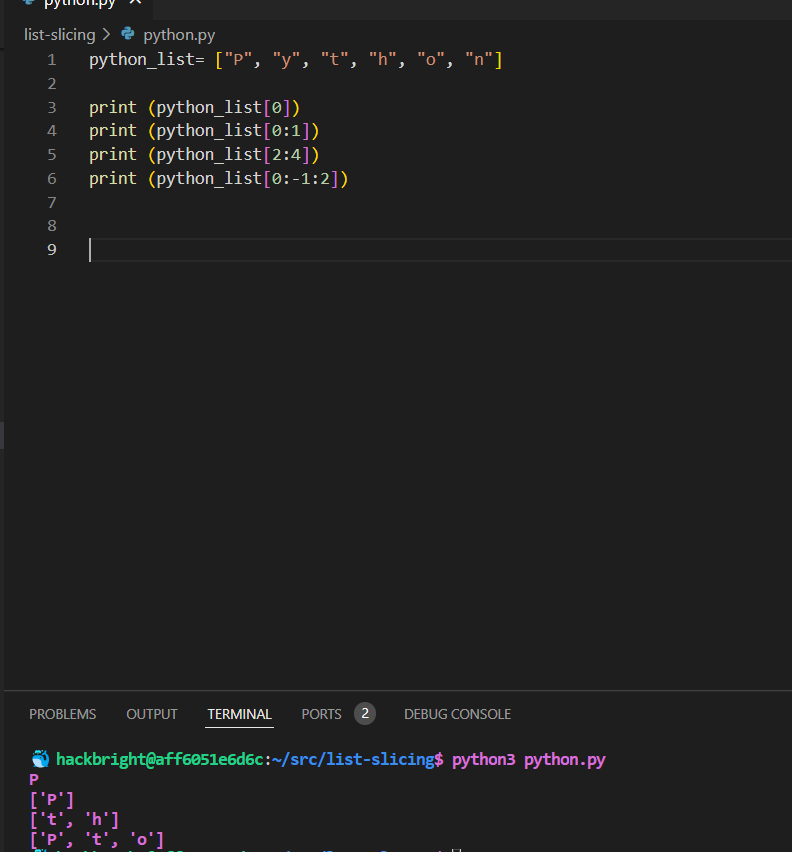 python.py
list-slicing > python.py
1 python_list= ["P", "y", "t", "h", "o", "n"]
2
3 print (python_list[0])
4 print (python_list[0:1])
5 print (python_list[2:4])
6 print (python_list[0:-1:2])
7
8
9
PROBLEMS OUTPUT TERMINAL PORTS 2 DEBUG CONSOLE
hackbright@aff6051e6d6c:~/src/list-slicing$ python3 python.py
P
['P']
['t', 'h']
['P', 't', 'o']